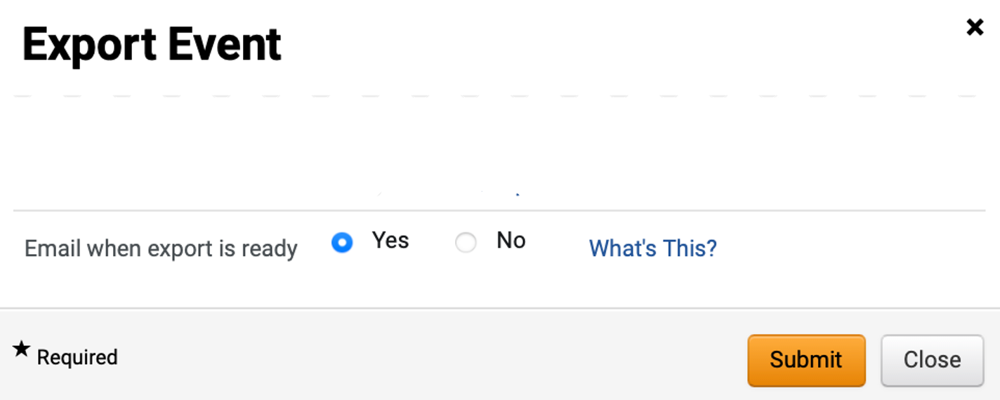 Export Event
Email when export is ready Yes No What's This?
★ Required
Submit Close